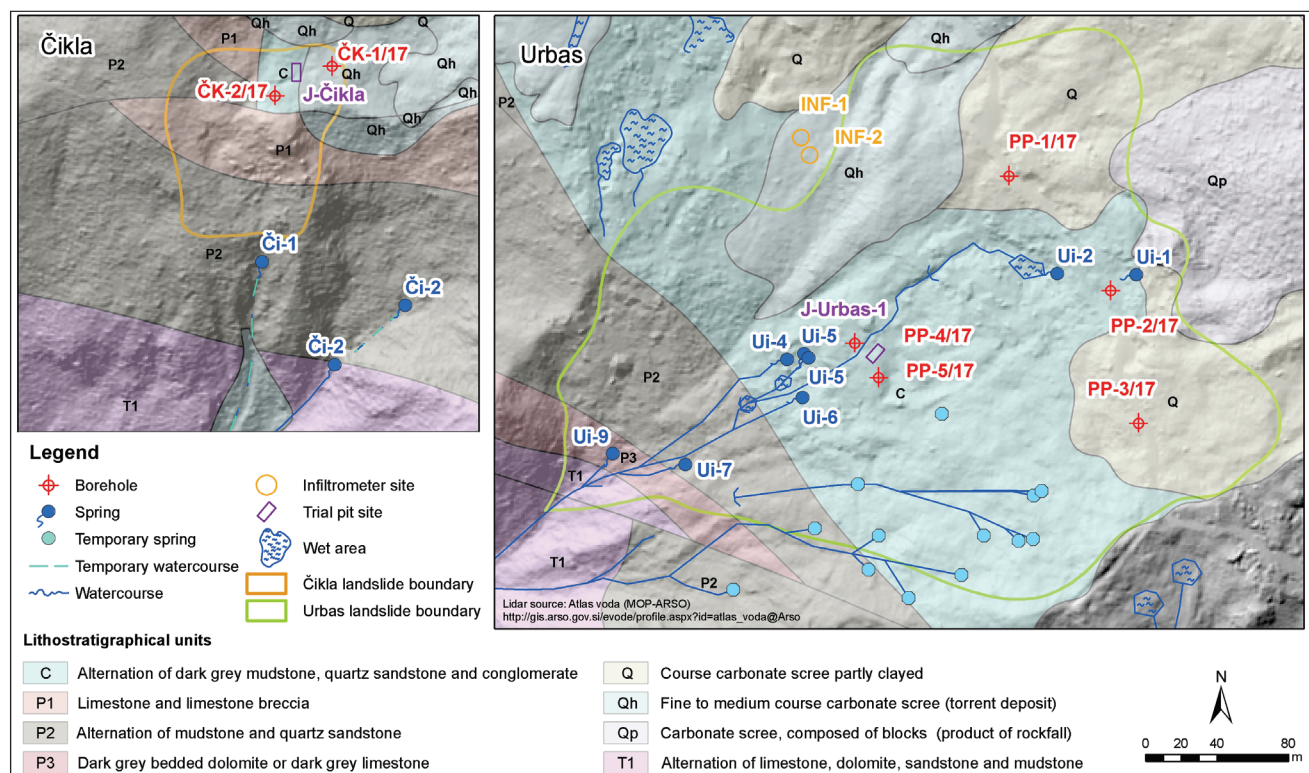 Čikla
Qh
Q
Q
P1
Qh
P2
ČK-1/17
Qh
C
Qh
ČK-2/17
J-Čikla
Qh
Qh
Qh
P1
P2
Či-1
Či-2
Či-2
T1
Urbas
Qh
Q
Q
P2
INF-1
INF-2
PP-1/17
Qh
Qp
Ui-2
Ui-1
J-Urbas-1
PP-2/17
Ui-4
Ui-5
PP-4/17
Ui-5
PP-5/17
P2
C
PP-3/17
Q
Ui-6
Ui-9
P3
Ui-7
T1
T1
P2
Lidar source: Atlas voda (MOP-ARSO)
http://gis.arso.gov.si/evode/profile.aspx?id=atlas_voda@Arso
Legend
Borehole
Spring
Temporary spring
Temporary watercourse
Watercourse
Infiltrometer site
Trial pit site
Wet area
Čikla landslide boundary
Urbas landslide boundary
Lithostratigraphical units
C Alternation of dark grey mudstone, quartz sandstone and conglomerate
P1 Limestone and limestone breccia
P2 Alternation of mudstone and quartz sandstone
P3 Dark grey bedded dolomite or dark grey limestone
Q Course carbonate scree partly clayed
Qh Fine to medium course carbonate scree (torrent deposit)
Qp Carbonate scree, composed of blocks (product of rockfall)
T1 Alternation of limestone, dolomite, sandstone and mudstone
N
0 20 40 80
m